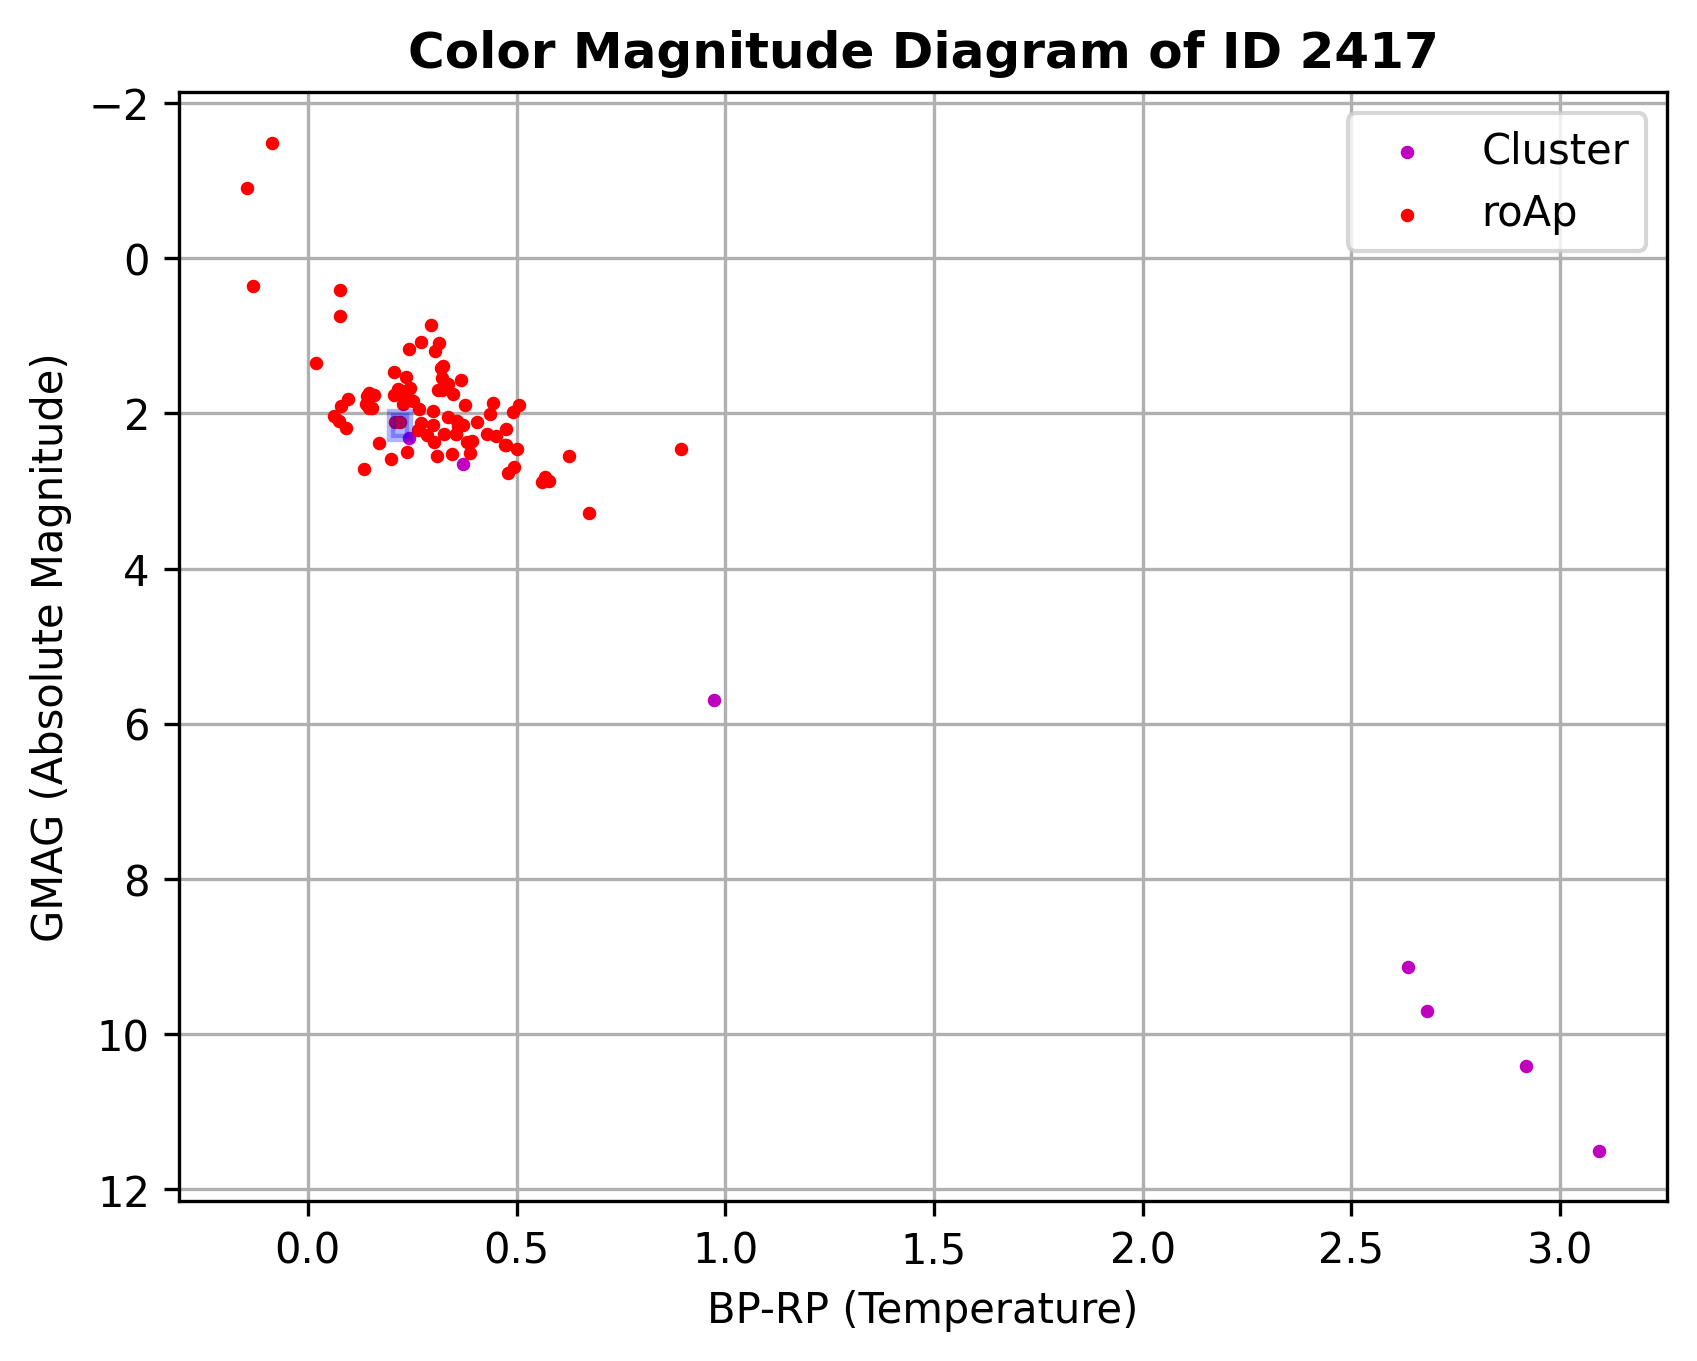 Color Magnitude Diagram of ID 2417
Cluster
roAp
GMAG (Absolute Magnitude)
−2
0
2
4
6
8
10
12
0.0 0.5 1.0 1.5 2.0 2.5 3.0
BP-RP (Temperature)